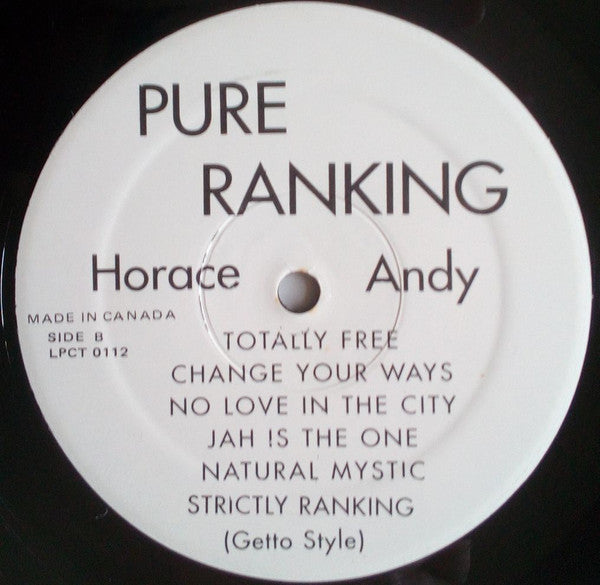 PURE
RANKING
Horace Andy
MADE IN CANADA
SIDE B
LPCT 0112
TOTALLY FREE
CHANGE YOUR WAYS
NO LOVE IN THE CITY
JAH !S THE ONE
NATURAL MYSTIC
STRICTLY RANKING
(Getto Style)